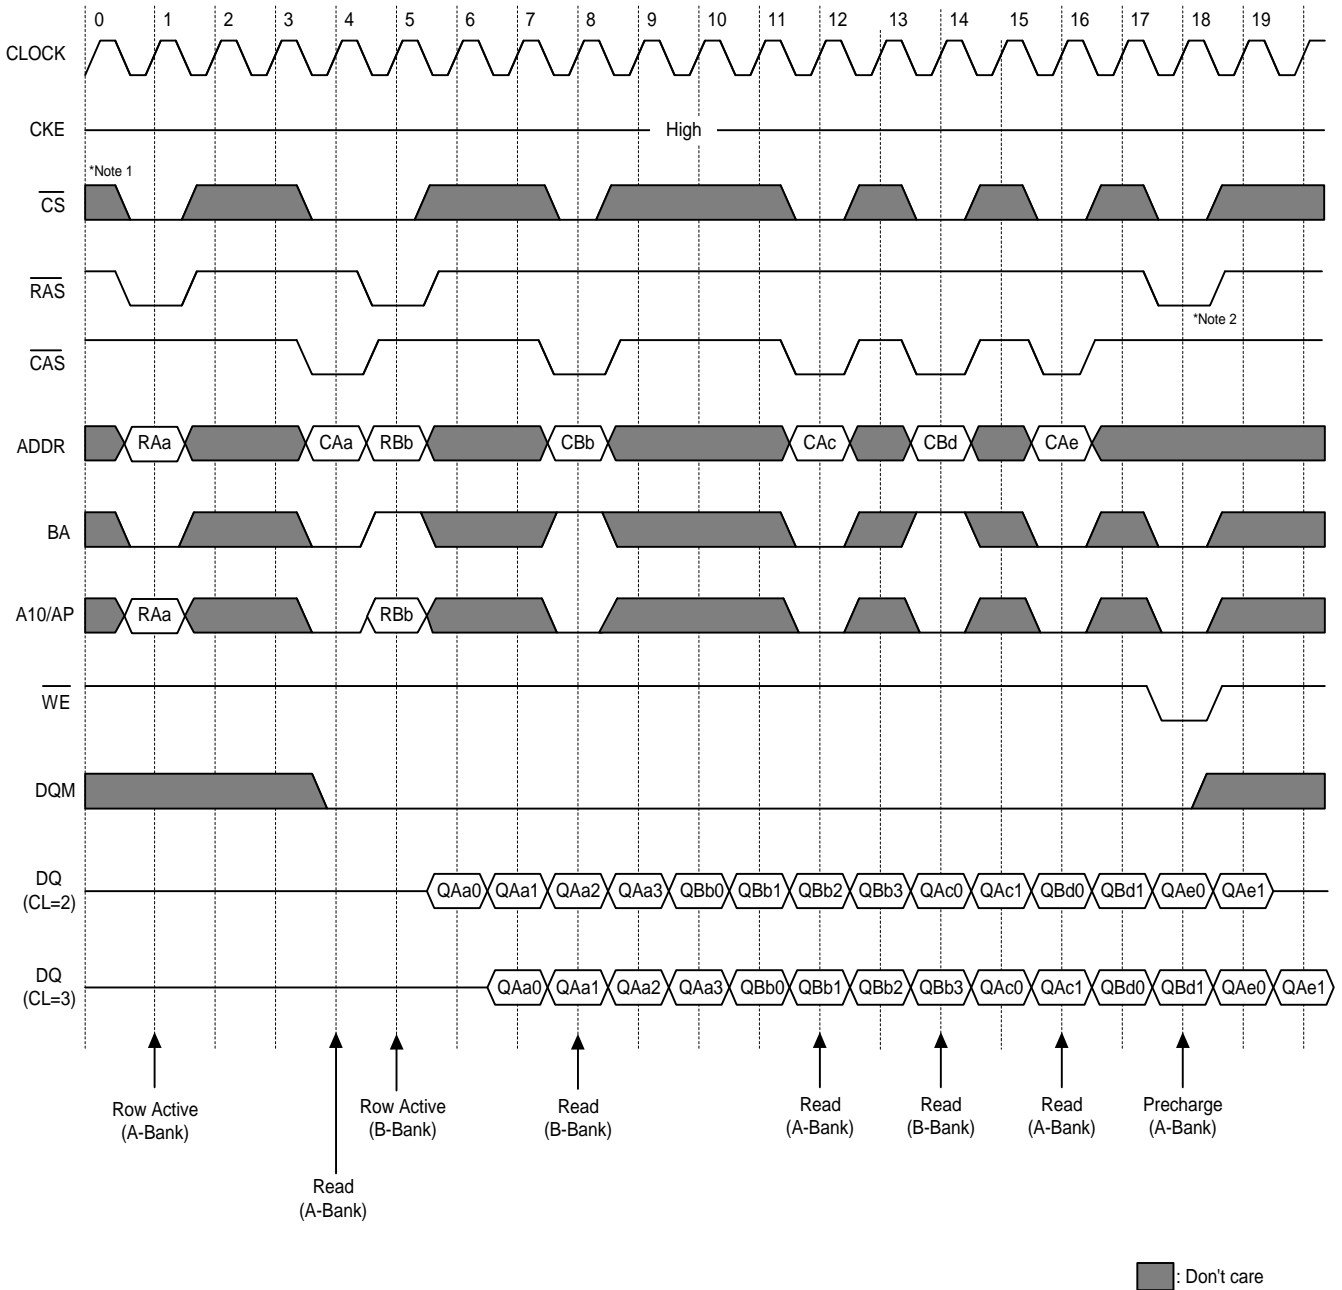 0 1 2 3 4 5 6 7 8 9 10 11 12 13 14 15 16 17 18 19
CLOCK
CKE High
*Note 1
CS
RAS
*Note 2
CAS
ADDR RAa CAa RBb CBb CAc CBd CAe
BA
A10/AP RAa RBb
WE
DQM
DQ
(CL=2)
QAa0 QAa1 QAa2 QAa3 QBb0 QBb1 QBb2 QBb3 QAc0 QAc1 QBd0 QBd1 QAe0 QAe1
DQ
(CL=3)
QAa0 QAa1 QAa2 QAa3 QBb0 QBb1 QBb2 QBb3 QAc0 QAc1 QBd0 QBd1 QAe0 QAe1
Row Active
(A-Bank)
Read
(A-Bank)
Row Active
(B-Bank)
Read
(B-Bank)
Read
(A-Bank)
Read
(B-Bank)
Read
(A-Bank)
Precharge
(A-Bank)
: Don't care